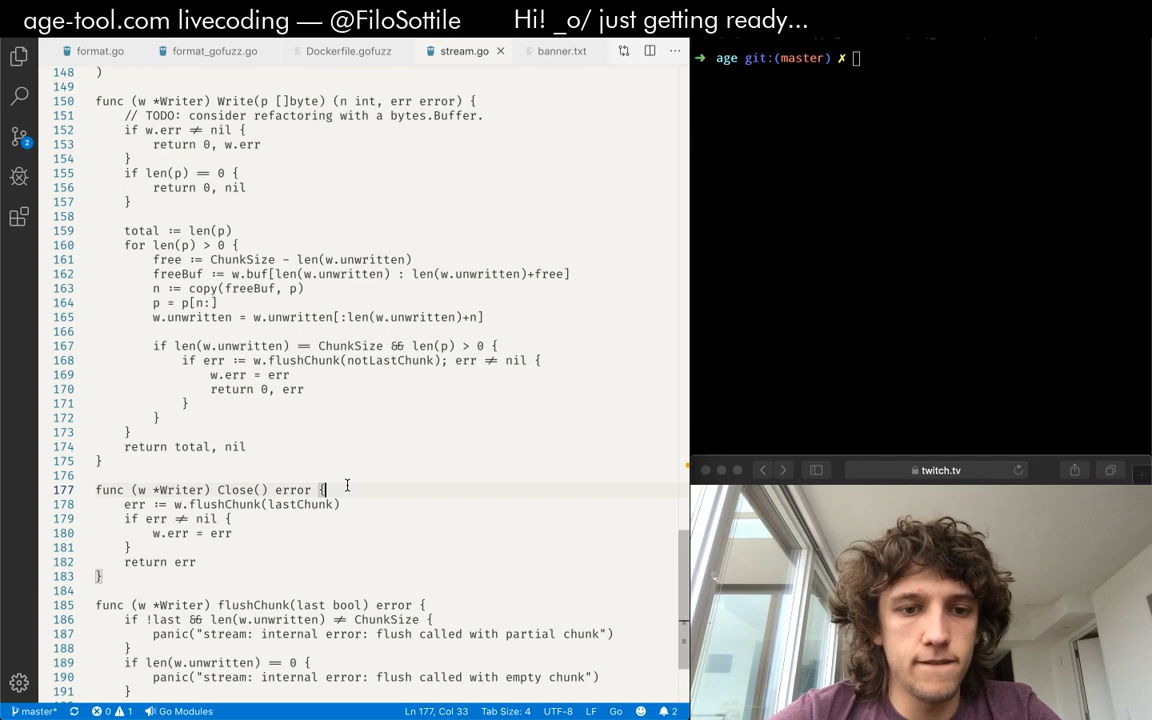 age-tool.com livecoding — @FiloSottile
Hi! _o/ just getting ready...
format.go
format_gofuzz.go
Dockerfile.gofuzz
stream.go
banner.txt
148 )
149
150 func (w *Writer) Write(p []byte) (n int, err error) {
151 // TODO: consider refactoring with a bytes.Buffer.
152 if w.err ≠ nil {
153 return 0, w.err
154 }
155 if len(p) == 0 {
156 return 0, nil
157 }
158
159 total := len(p)
160 for len(p) > 0 {
161 free := ChunkSize - len(w.unwritten)
162 freeBuf := w.buf[len(w.unwritten) : len(w.unwritten)+free]
163 n := copy(freeBuf, p)
164 p = p[n:]
165 w.unwritten = w.unwritten[:len(w.unwritten)+n]
166
167 if len(w.unwritten) == ChunkSize && len(p) > 0 {
168 if err := w.flushChunk(notLastChunk); err ≠ nil {
169 w.err = err
170 return 0, err
171 }
172 }
173 }
174 return total, nil
175 }
176
177 func (w *Writer) Close() error {
178 err := w.flushChunk(lastChunk)
179 if err ≠ nil {
180 w.err = err
181 }
182 return err
183 }
184
185 func (w *Writer) flushChunk(last bool) error {
186 if !last && len(w.unwritten) ≠ ChunkSize {
187 panic("stream: internal error: flush called with partial chunk")
188 }
189 if len(w.unwritten) == 0 {
190 panic("stream: internal error: flush called with empty chunk")
191 }
2
master* 0 1 Go Modules Ln 177, Col 33 Tab Size: 4 UTF-8 LF Go 2
➜ age git:(master) ✗
twitch.tv